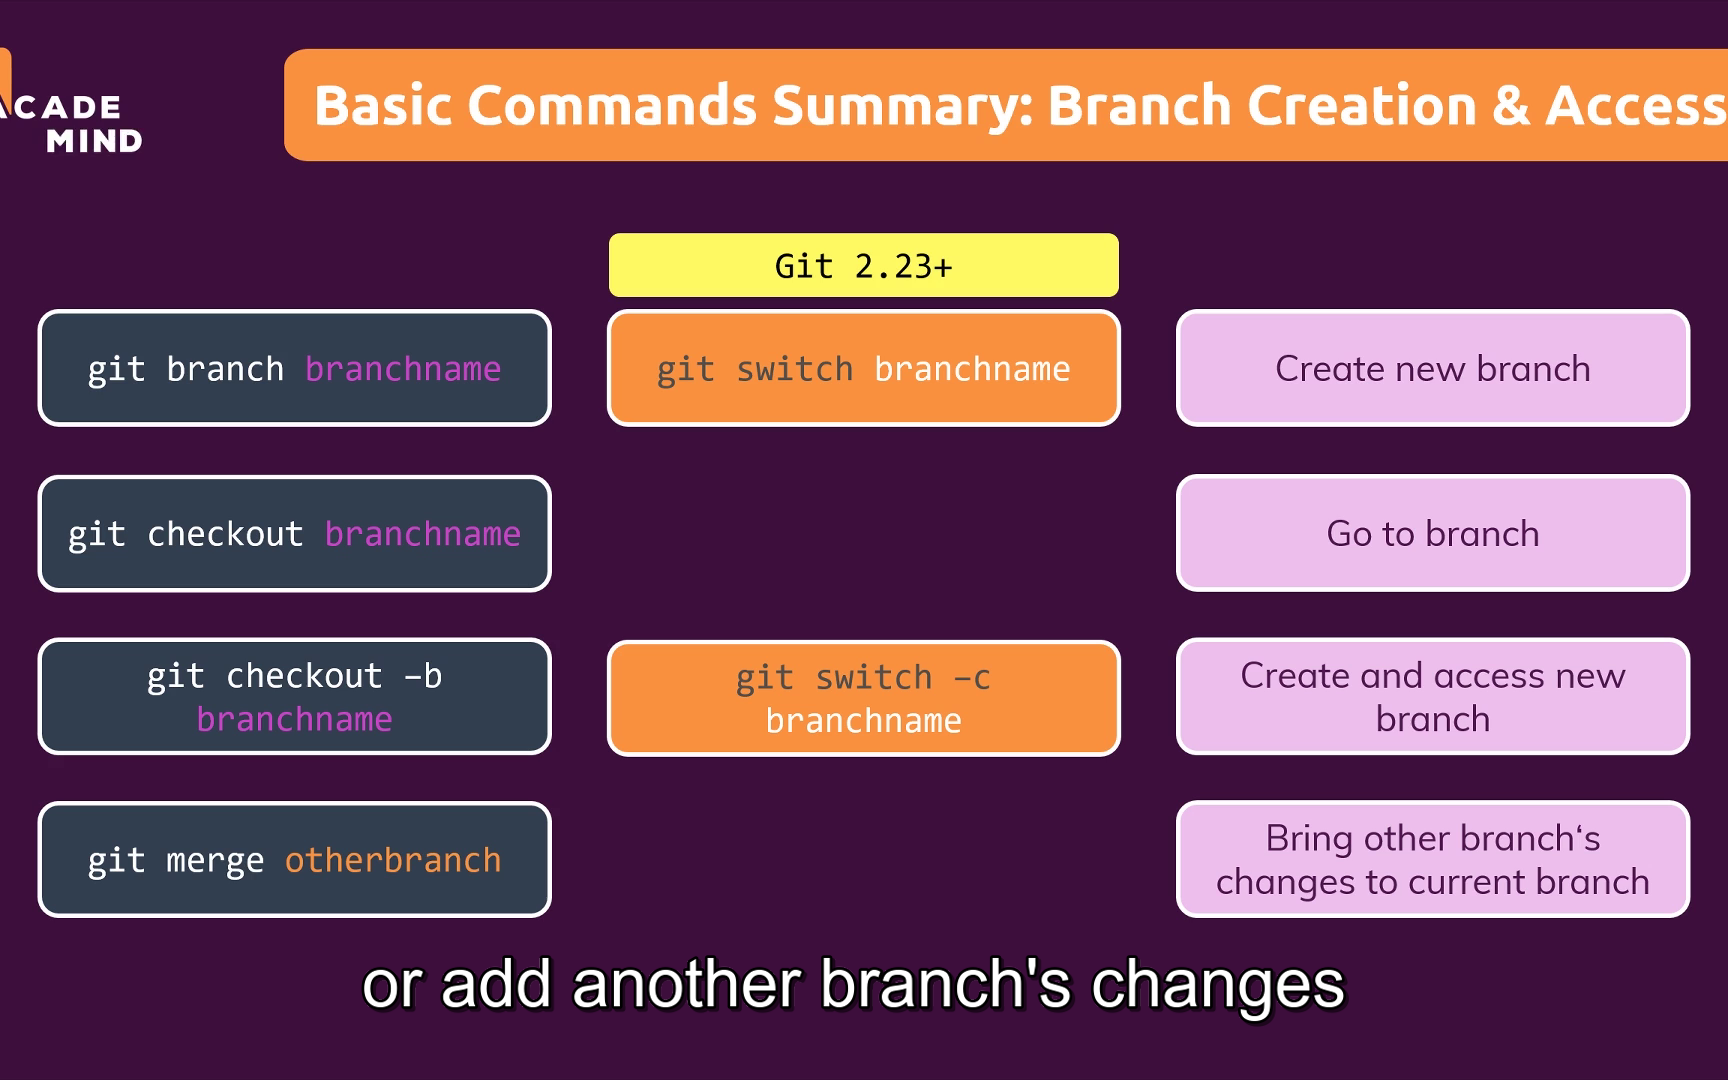 ACADE
MIND
Basic Commands Summary: Branch Creation & Access
Git 2.23+
git branch branchname
git switch branchname
Create new branch
git checkout branchname
Go to branch
git checkout –b
branchname
git switch –c
branchname
Create and access new
branch
git merge otherbranch
Bring other branch‘s
changes to current branch
or add another branch's changes